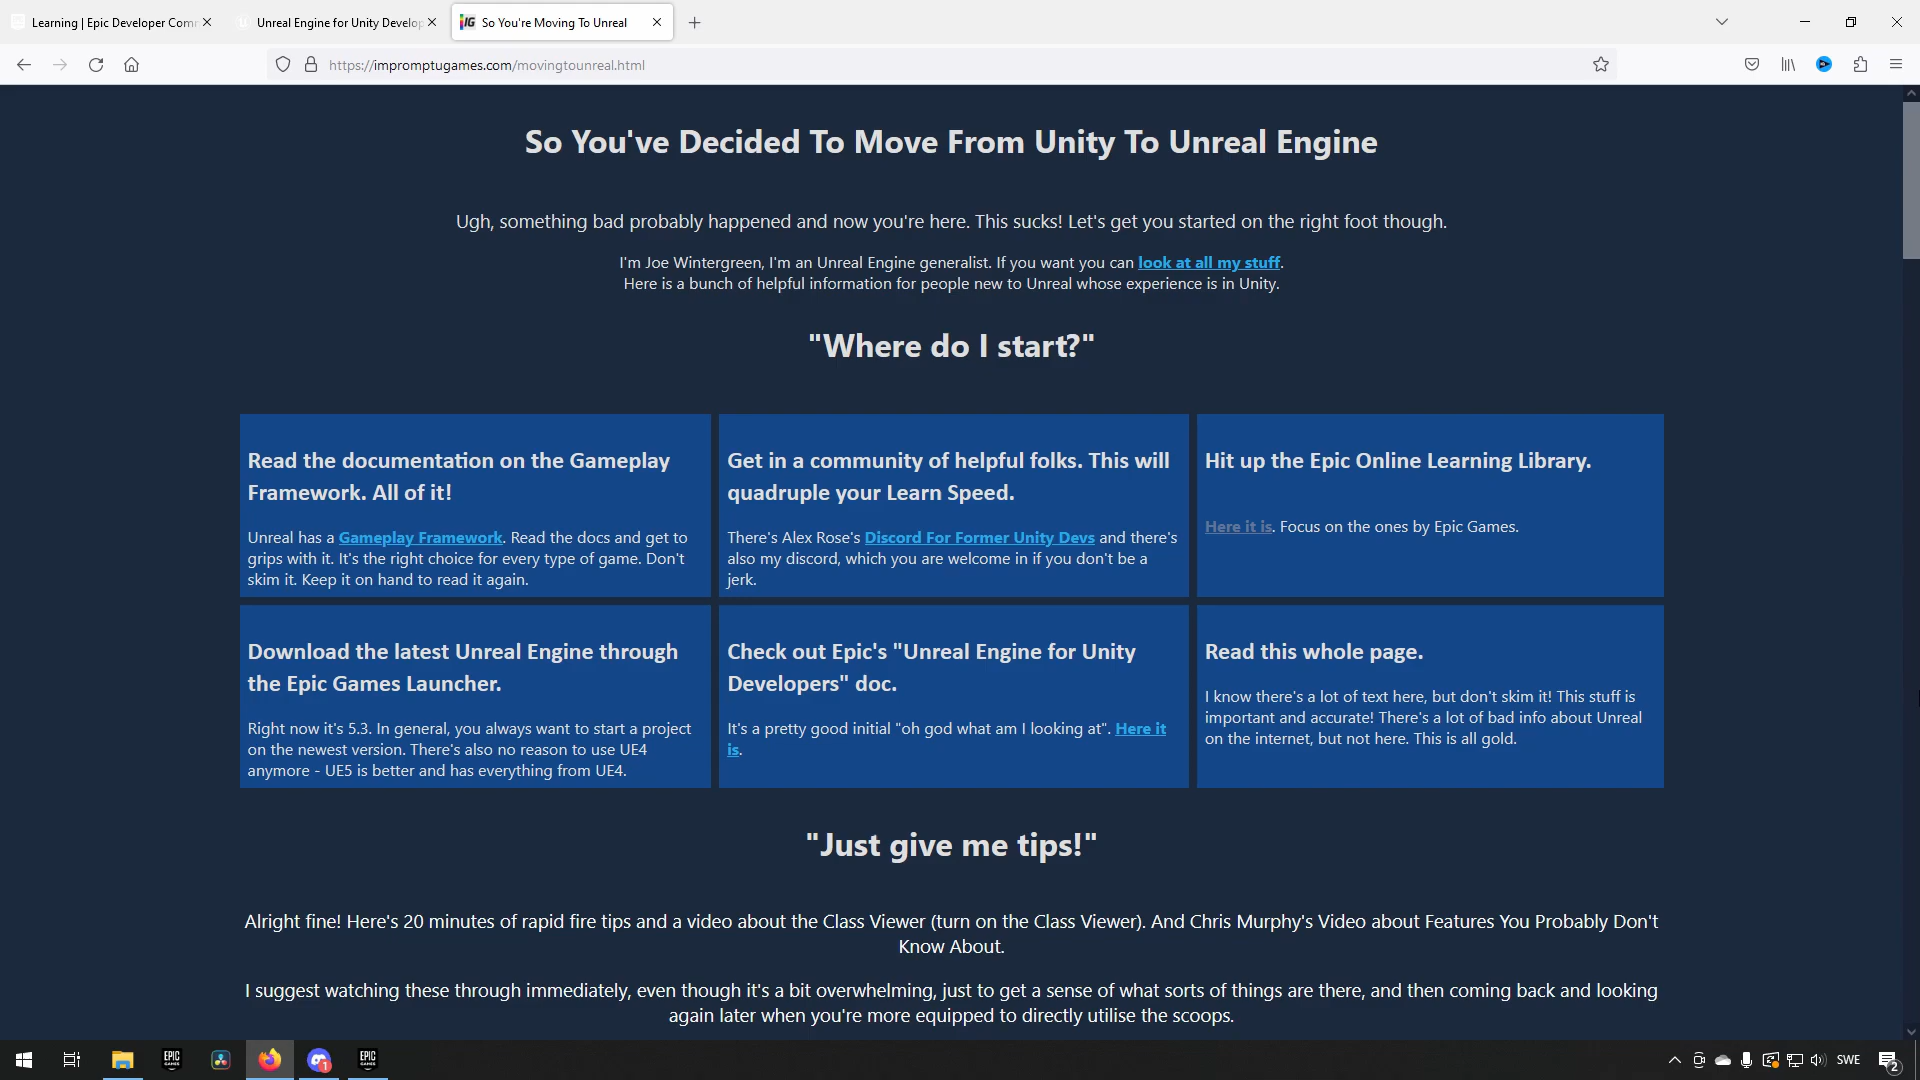 Learning | Epic Developer Com
Unreal Engine for Unity Develop
IG So You're Moving To Unreal
https://impromptugames.com/movingtounreal.html
So You've Decided To Move From Unity To Unreal Engine
Ugh, something bad probably happened and now you're here. This sucks! Let's get you started on the right foot though.
I'm Joe Wintergreen, I'm an Unreal Engine generalist. If you want you can look at all my stuff.
Here is a bunch of helpful information for people new to Unreal whose experience is in Unity.
"Where do I start?"
Read the documentation on the Gameplay
Framework. All of it!
Unreal has a Gameplay Framework. Read the docs and get to
grips with it. It's the right choice for every type of game. Don't
skim it. Keep it on hand to read it again.
Get in a community of helpful folks. This will
quadruple your Learn Speed.
There's Alex Rose's Discord For Former Unity Devs and there's
also my discord, which you are welcome in if you don't be a
jerk.
Hit up the Epic Online Learning Library.
Here it is. Focus on the ones by Epic Games.
Download the latest Unreal Engine through
the Epic Games Launcher.
Right now it's 5.3. In general, you always want to start a project
on the newest version. There's also no reason to use UE4
anymore - UE5 is better and has everything from UE4.
Check out Epic's "Unreal Engine for Unity
Developers" doc.
It's a pretty good initial "oh god what am I looking at". Here it
is.
Read this whole page.
I know there's a lot of text here, but don't skim it! This stuff is
important and accurate! There's a lot of bad info about Unreal
on the internet, but not here. This is all gold.
"Just give me tips!"
Alright fine! Here's 20 minutes of rapid fire tips and a video about the Class Viewer (turn on the Class Viewer). And Chris Murphy's Video about Features You Probably Don't
Know About.
I suggest watching these through immediately, even though it's a bit overwhelming, just to get a sense of what sorts of things are there, and then coming back and looking
again later when you're more equipped to directly utilise the scoops.
EPIC GAMES
1
EPIC GAMES
SWE
2